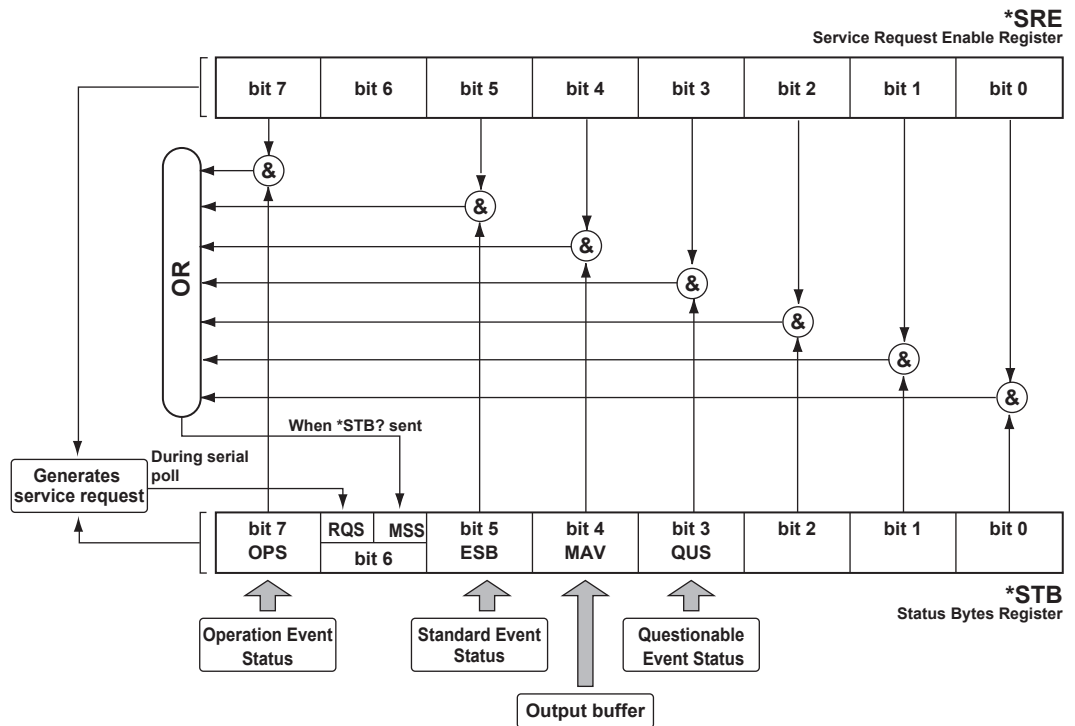 *SRE
Service Request Enable Register
bit 7 bit 6 bit 5 bit 4 bit 3 bit 2 bit 1 bit 0
&
&
&
&
&
&
&
OR
When *STB? sent
During serial
poll
Generates
service request
bit 7 RQS MSS bit 5 bit 4 bit 3 bit 2 bit 1 bit 0
OPS bit 6 ESB MAV QUS
*STB
Status Bytes Register
Operation Event
Status
Standard Event
Status
Questionable
Event Status
Output buffer